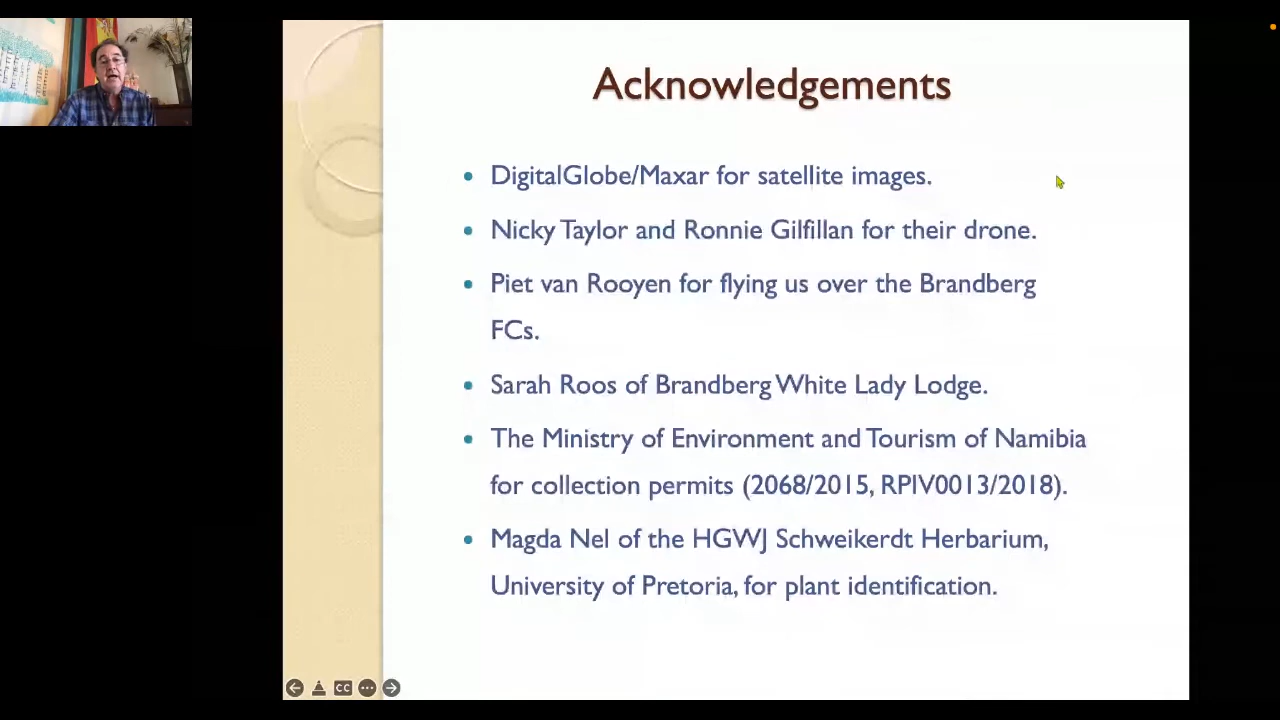 Acknowledgements
• DigitalGlobe/Maxar for satellite images.
• Nicky Taylor and Ronnie Gilfillan for their drone.
• Piet van Rooyen for flying us over the Brandberg
FCs.
• Sarah Roos of Brandberg White Lady Lodge.
• The Ministry of Environment and Tourism of Namibia
for collection permits (2068/2015, RPIV0013/2018).
• Magda Nel of the HGWJ Schweikerdt Herbarium,
University of Pretoria, for plant identification.
CC